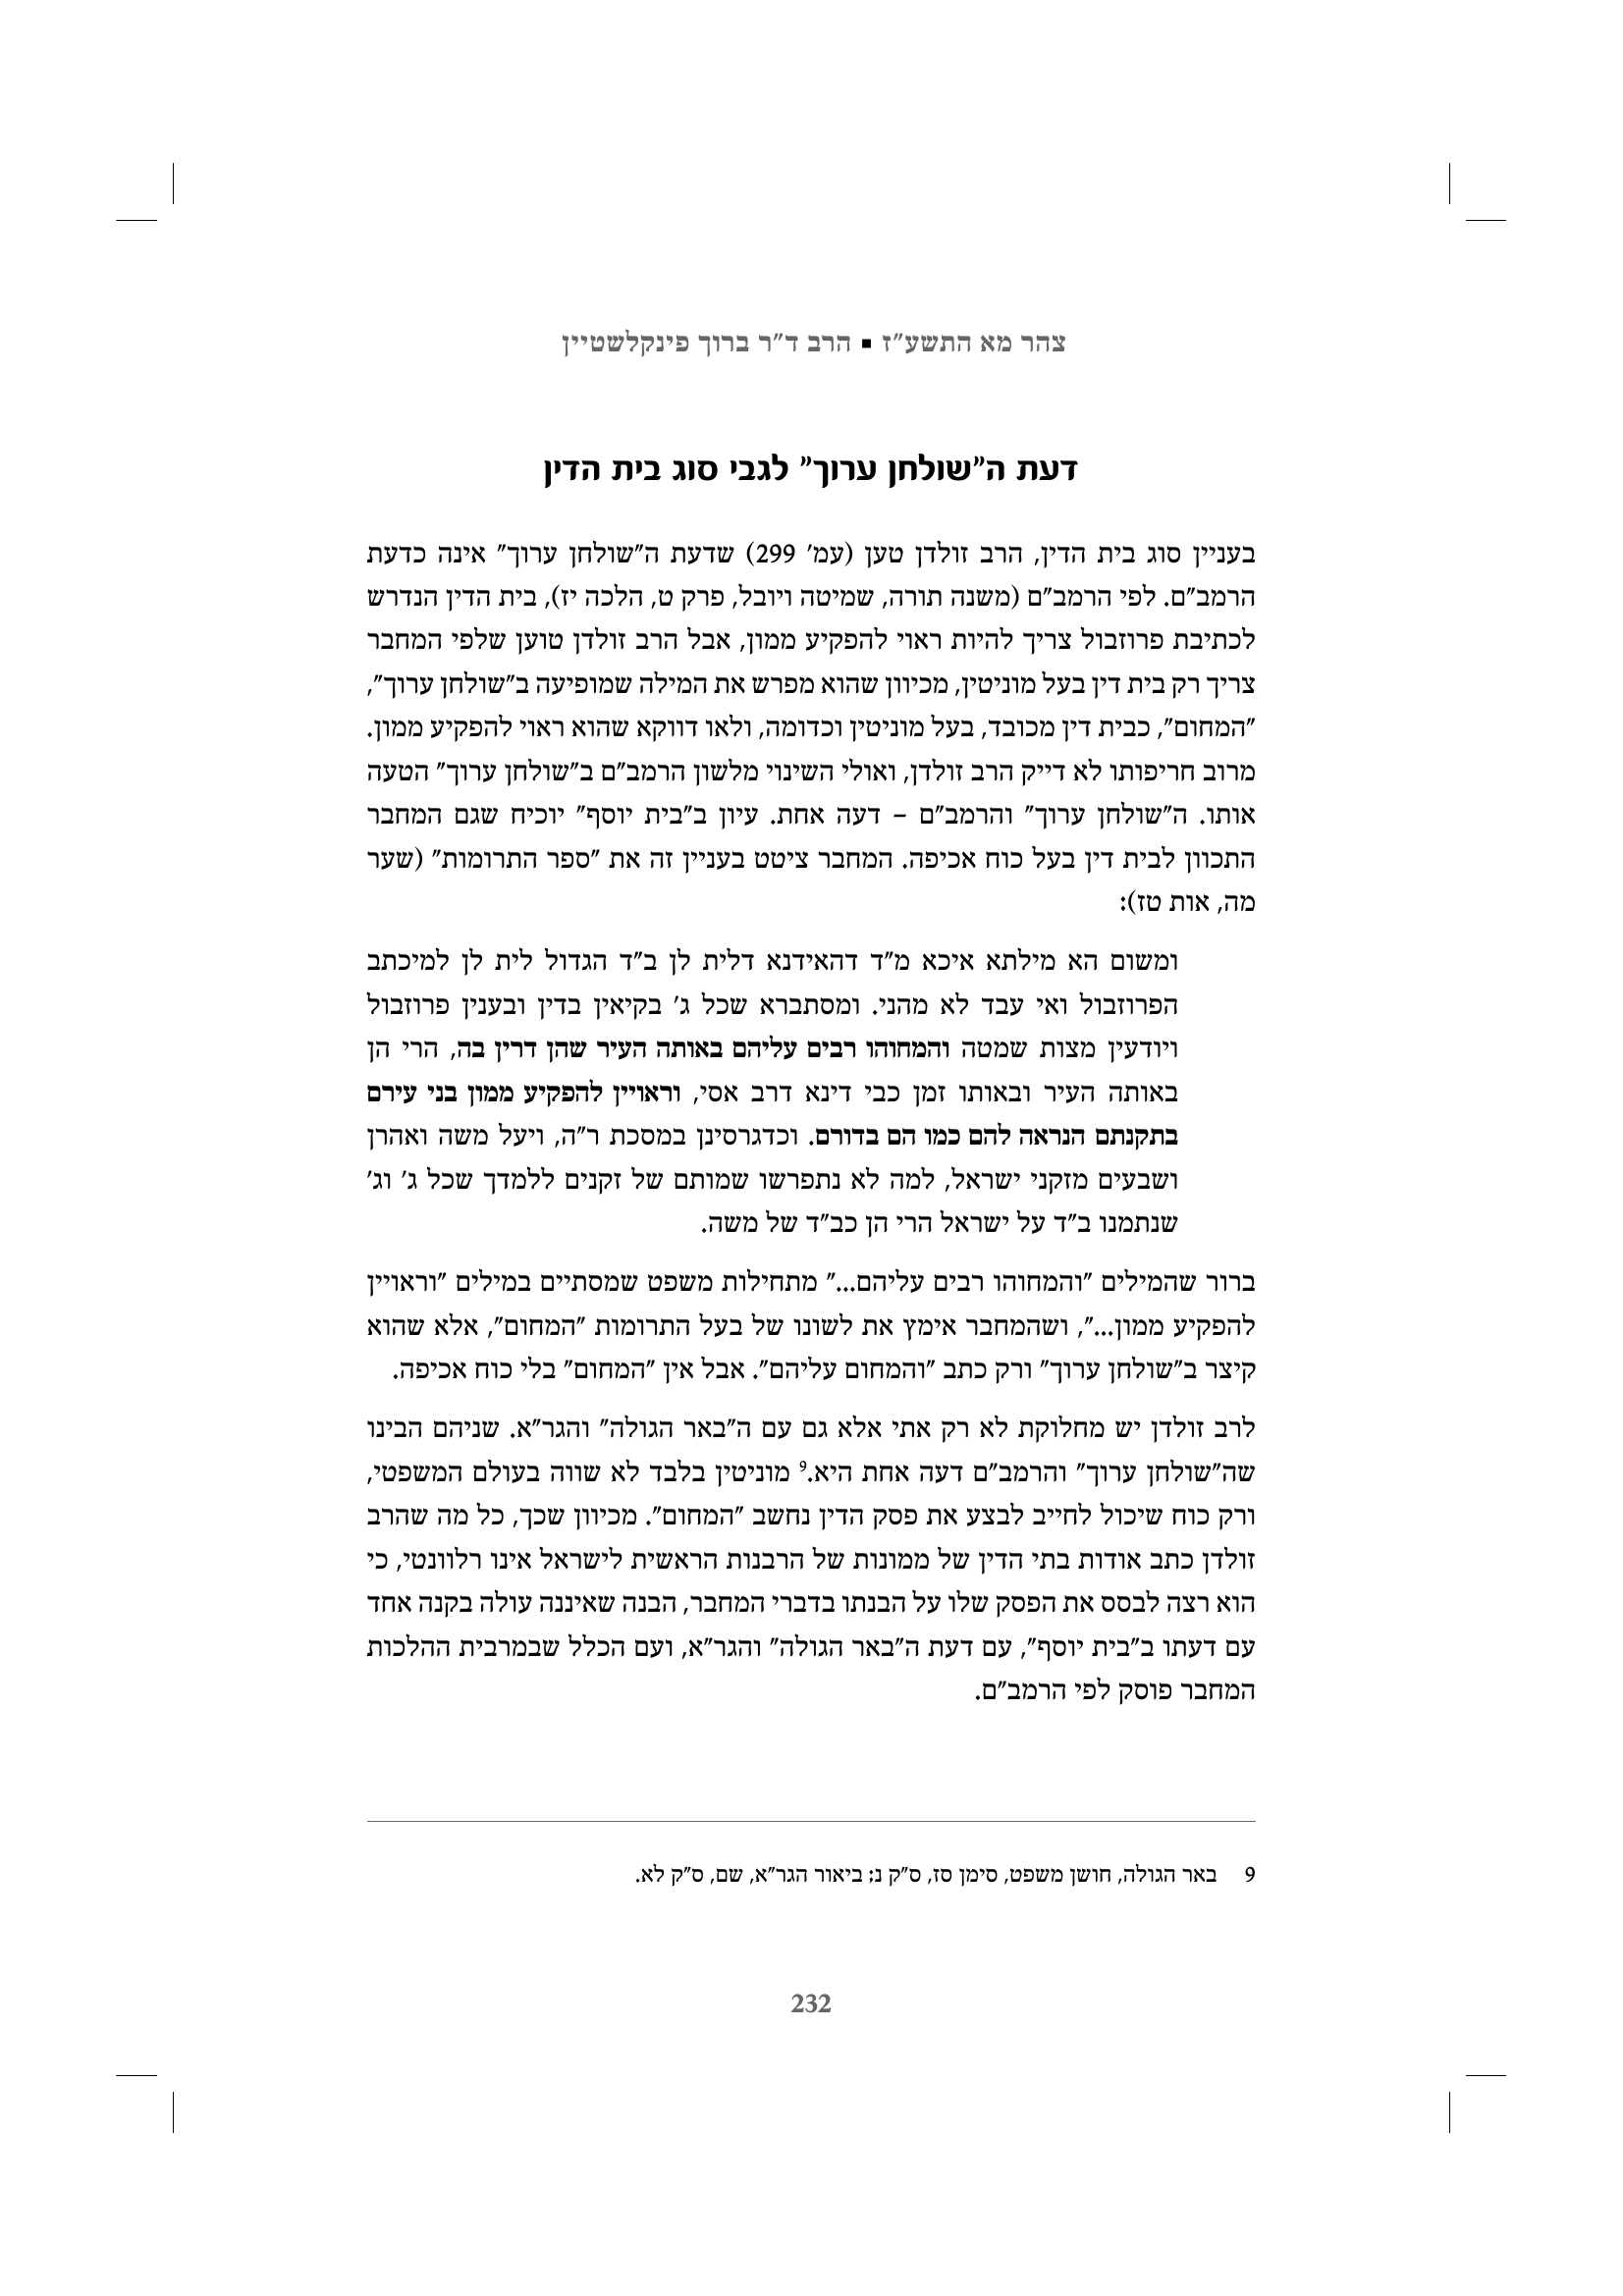 צהר מא התשע"ז ▪ הרב ד"ר ברוך פינקלשטיין
דעת ה"שולחן ערוך" לגבי סוג בית הדין
בעניין סוג בית הדין, הרב זולדן טען (עמ' 299) שדעת ה"שולחן ערוך" אינה כדעת
הרמב"ם. לפי הרמב"ם (משנה תורה, שמיטה ויובל, פרק ט, הלכה יז), בית הדין הנדרש
לכתיבת פרוזבול צריך להיות ראוי להפקיע ממון, אבל הרב זולדן טוען שלפי המחבר
צריך רק בית דין בעל מוניטין, מכיוון שהוא מפרש את המילה שמופיעה ב"שולחן ערוך",
"המחום", כבית דין מכובד, בעל מוניטין וכדומה, ולאו דווקא שהוא ראוי להפקיע ממון.
מרוב חריפותו לא דייק הרב זולדן, ואולי השינוי מלשון הרמב"ם ב"שולחן ערוך" הטעה
אותו. ה"שולחן ערוך" והרמב"ם – דעה אחת. עיון ב"בית יוסף" יוכיח שגם המחבר
התכוון לבית דין בעל כוח אכיפה. המחבר ציטט בעניין זה את "ספר התרומות" (שער
מה, אות טז):
ומשום הא מילתא איכא מ"ד דהאידנא דלית לן ב"ד הגדול לית לן למיכתב
הפרוזבול ואי עבד לא מהני. ומסתברא שכל ג' בקיאין בדין ובענין פרוזבול
ויודעין מצות שמטה והמחוהו רבים עליהם באותה העיר שהן דרין בה, הרי הן
באותה העיר ובאותו זמן כבי דינא דרב אסי, וראויין להפקיע ממון בני עירם
בתקנתם הנראה להם כמו הם בדורם. וכדגרסינן במסכת ר"ה, ויעל משה ואהרן
ושבעים מזקני ישראל, למה לא נתפרשו שמותם של זקנים ללמדך שכל ג' וג'
שנתמנו ב"ד על ישראל הרי הן כב"ד של משה.
ברור שהמילים "והמחוהו רבים עליהם..." מתחילות משפט שמסתיים במילים "וראויין
להפקיע ממון...", ושהמחבר אימץ את לשונו של בעל התרומות "המחום", אלא שהוא
קיצר ב"שולחן ערוך" ורק כתב "והמחום עליהם". אבל אין "המחום" בלי כוח אכיפה.
לרב זולדן יש מחלוקת לא רק אתי אלא גם עם ה"באר הגולה" והגר"א. שניהם הבינו
שה"שולחן ערוך" והרמב"ם דעה אחת היא.9 מוניטין בלבד לא שווה בעולם המשפטי,
ורק כוח שיכול לחייב לבצע את פסק הדין נחשב "המחום". מכיוון שכך, כל מה שהרב
זולדן כתב אודות בתי הדין של ממונות של הרבנות הראשית לישראל אינו רלוונטי, כי
הוא רצה לבסס את הפסק שלו על הבנתו בדברי המחבר, הבנה שאיננה עולה בקנה אחד
עם דעתו ב"בית יוסף", עם דעת ה"באר הגולה" והגר"א, ועם הכלל שבמרבית ההלכות
המחבר פוסק לפי הרמב"ם.
9 באר הגולה, חושן משפט, סימן סז, ס"ק נ; ביאור הגר"א, שם, ס"ק לא.
232